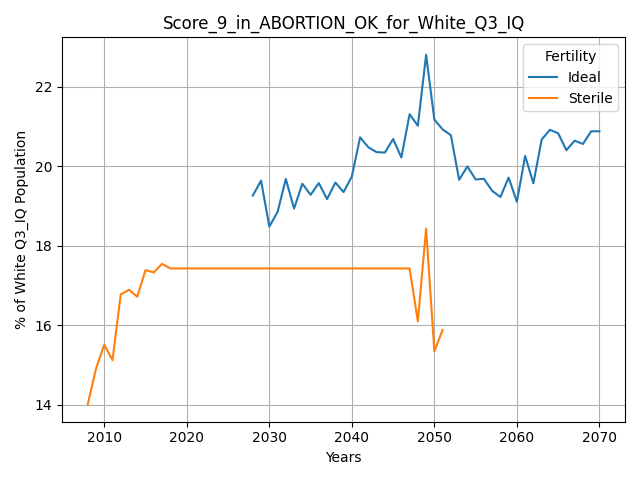 Score_9_in_ABORTION_OK_for_White_Q3_IQ
Fertility
Ideal
Sterile
% of White Q3_IQ Population
22
20
18
16
14
2010 2020 2030 2040 2050 2060 2070
Years